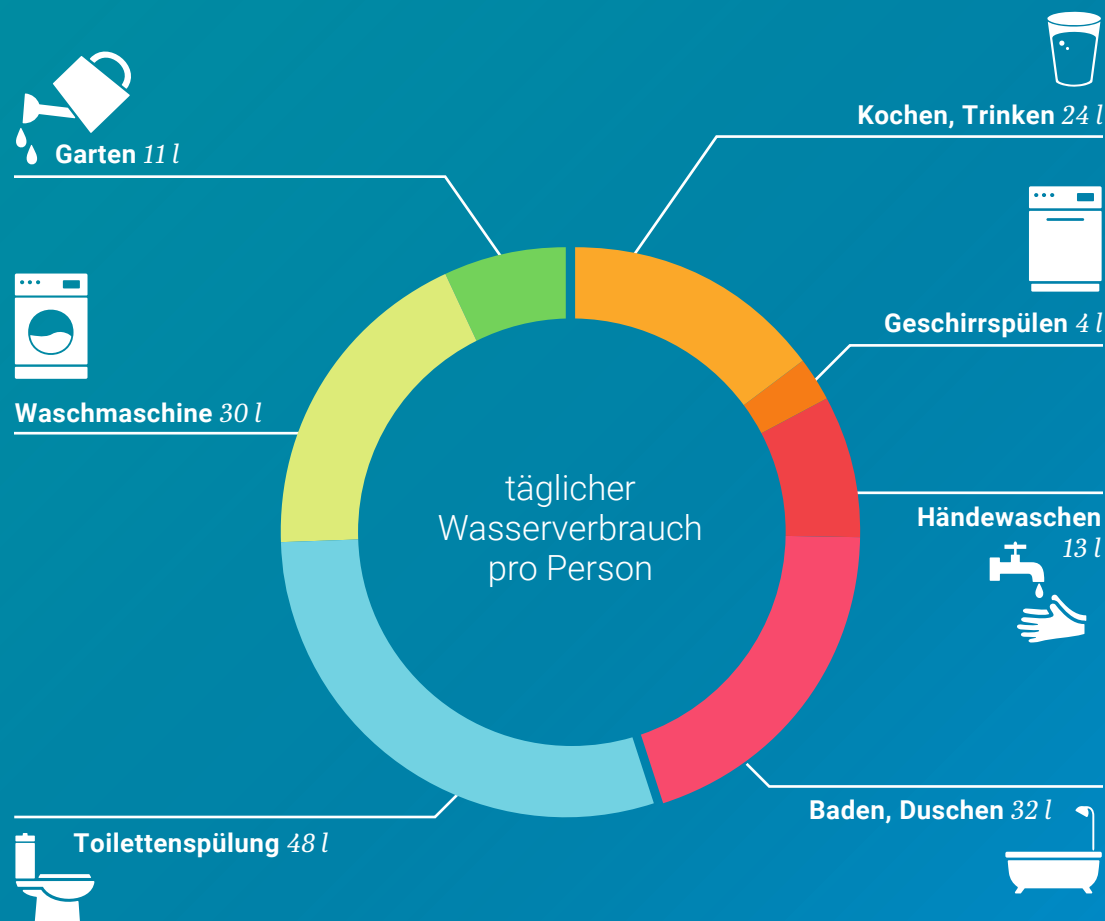 Kochen, Trinken 24 l
Garten 11 l
Geschirrspülen 4 l
Waschmaschine 30 l
täglicher
Wasserverbrauch
pro Person
Händewaschen
13 l
Baden, Duschen 32 l
Toilettenspülung 48 l